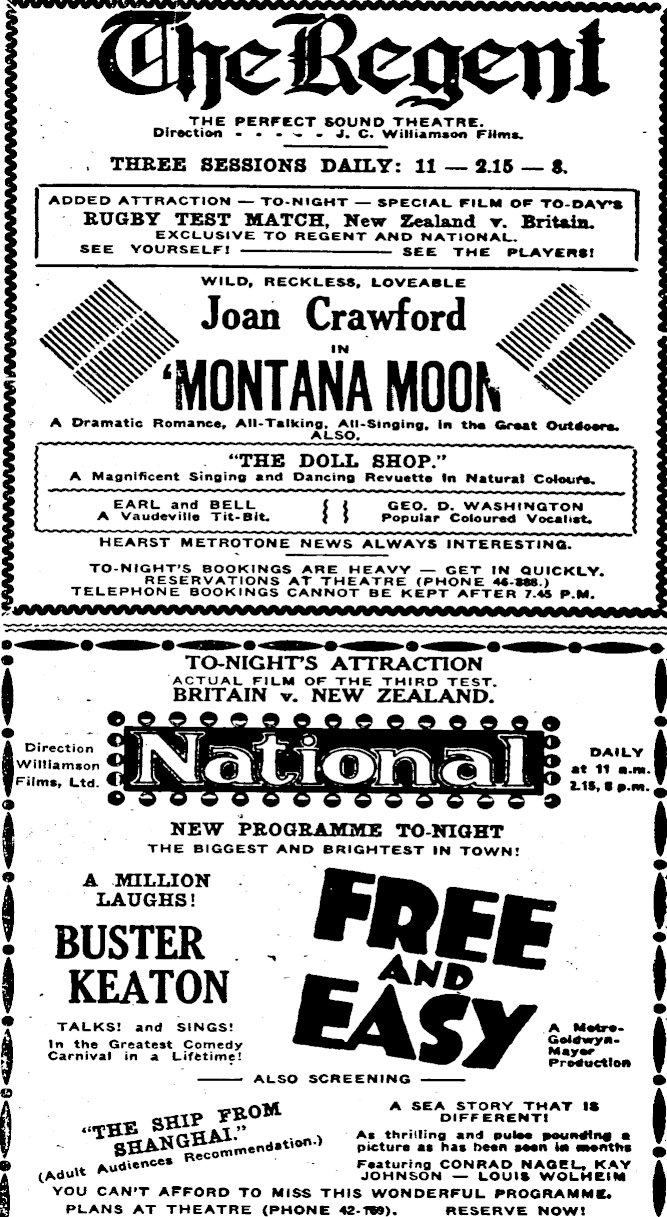 The Regent
THE PERFECT SOUND THEATRE.
Direction - - - - - J. C. Williamson Films.
THREE SESSIONS DAILY: 11 — 2.15 — 8.
ADDED ATTRACTION — TO-NIGHT — SPECIAL FILM OF TO-DAY'S
RUGBY TEST MATCH, New Zealand v. Britain.
EXCLUSIVE TO REGENT AND NATIONAL.
SEE YOURSELF! ———— SEE THE PLAYERS!
WILD, RECKLESS, LOVEABLE
Joan Crawford
IN
'MONTANA MOON
A Dramatic Romance, All-Talking, All-Singing, in the Great Outdoors.
ALSO.
"THE DOLL SHOP."
A Magnificent Singing and Dancing Revuette in Natural Colours.
EARL and BELL
A Vaudeville Tit-Bit.
GEO. D. WASHINGTON
Popular Coloured Vocalist.
HEARST METROTONE NEWS ALWAYS INTERESTING.
TO-NIGHT'S BOOKINGS ARE HEAVY — GET IN QUICKLY.
RESERVATIONS AT THEATRE (PHONE 46-888.)
TELEPHONE BOOKINGS CANNOT BE KEPT AFTER 7.45 P.M.
TO-NIGHT'S ATTRACTION
ACTUAL FILM OF THE THIRD TEST.
BRITAIN v. NEW ZEALAND.
Direction
Williamson
Films, Ltd.
National
DAILY
at 11 a.m.
2.15, 8 p.m.
NEW PROGRAMME TO-NIGHT
THE BIGGEST AND BRIGHTEST IN TOWN!
A MILLION
LAUGHS!
BUSTER
KEATON
TALKS! and SINGS!
In the Greatest Comedy
Carnival in a Lifetime!
FREE
AND
EASY
A Metro-
Goldwyn-
Mayer
Production
ALSO SCREENING
"THE SHIP FROM
SHANGHAI."
(Adult Audiences Recommendation.)
A SEA STORY THAT IS
DIFFERENT!
As thrilling and pulse pounding a
picture as has been seen in months
Featuring CONRAD NAGEL, KAY
JOHNSON — LOUIS WOLHEIM
YOU CAN'T AFFORD TO MISS THIS WONDERFUL PROGRAMME.
PLANS AT THEATRE (PHONE RESERVE NOW!